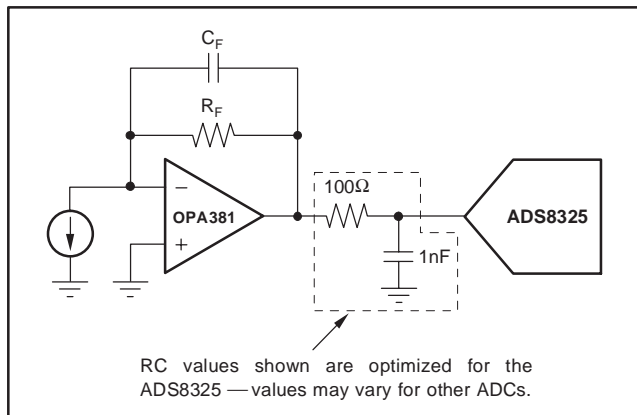 C_F
R_F
100Ω
−
OPA381
+
ADS8325
1nF
RC values shown are optimized for the
ADS8325 — values may vary for other ADCs.